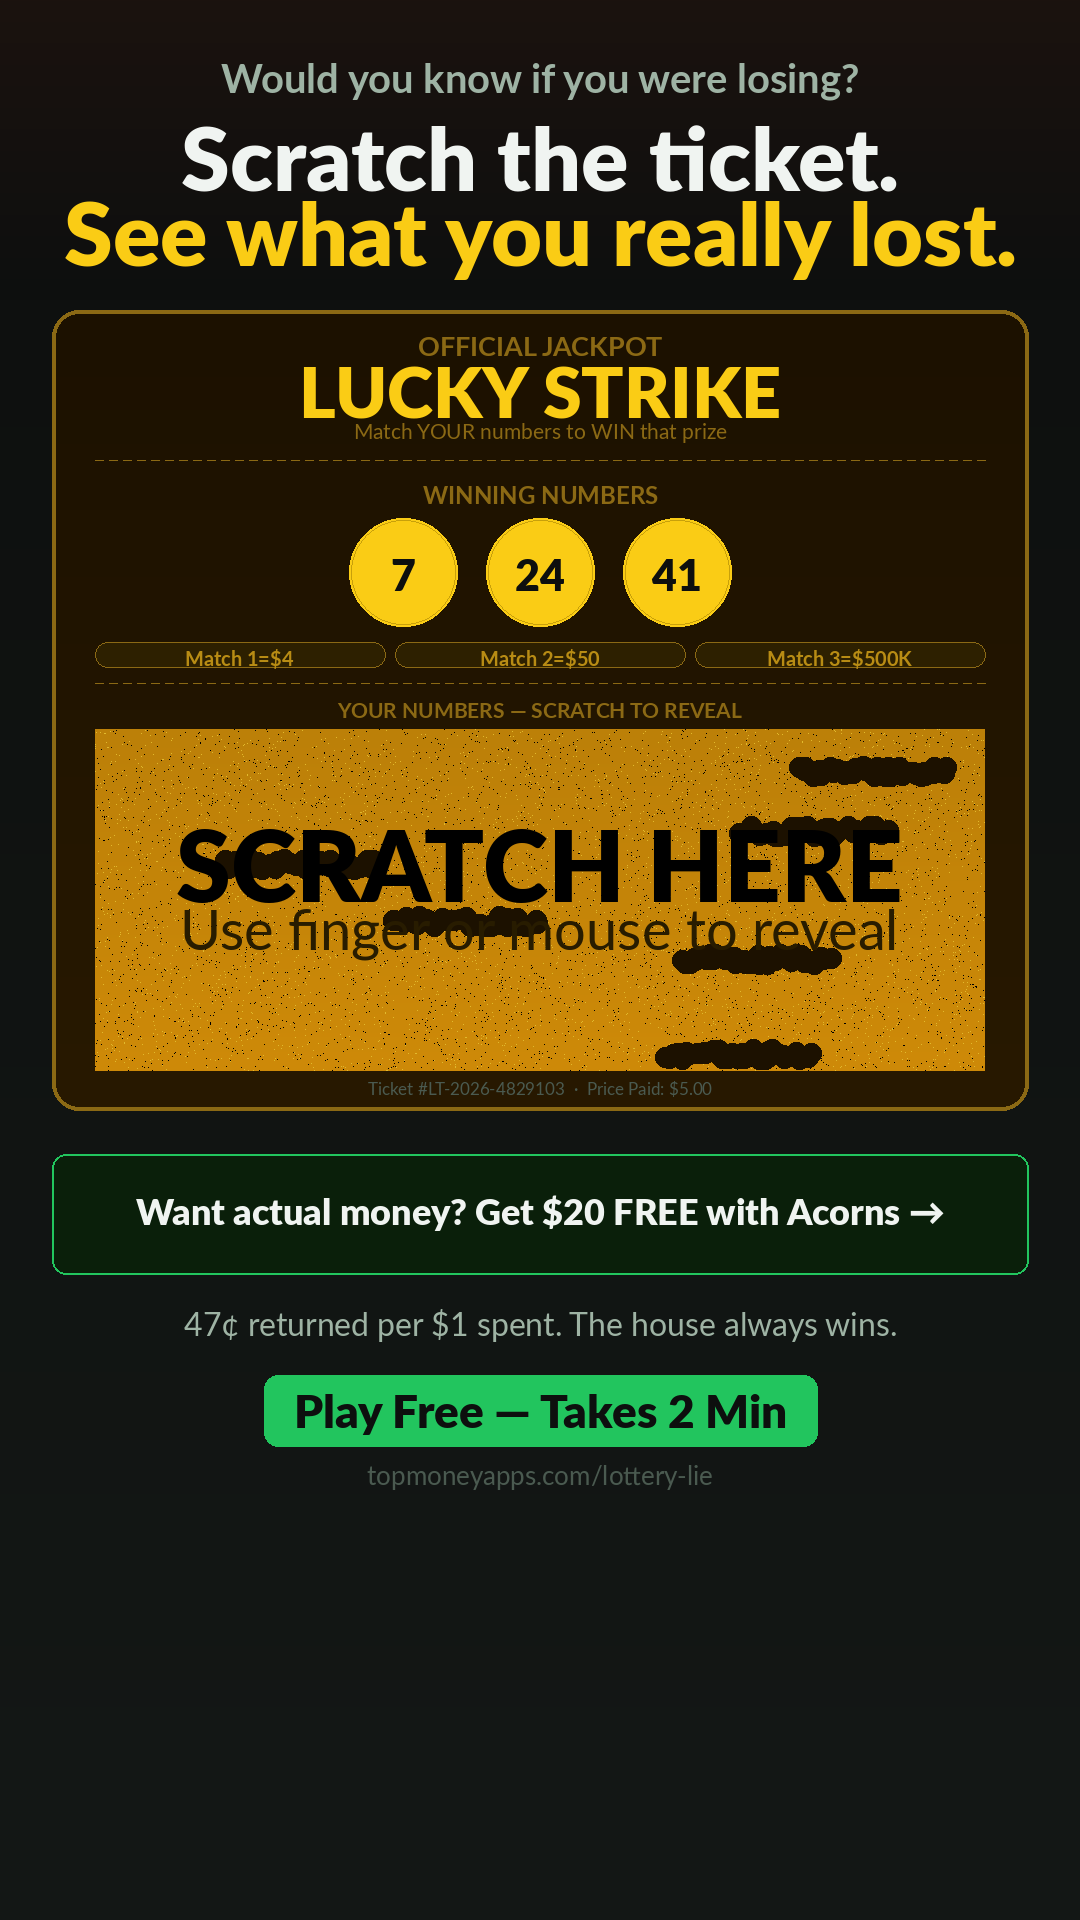 Would you know if you were losing?
Scratch the ticket.
See what you really lost.
OFFICIAL JACKPOT
LUCKY STRIKE
Match YOUR numbers to WIN that prize
WINNING NUMBERS
7 24 41
Match 1=$4 Match 2=$50 Match 3=$500K
YOUR NUMBERS — SCRATCH TO REVEAL
SCRATCH HERE
Use finger or mouse to reveal
Ticket #LT-2026-4829103 · Price Paid: $5.00
Want actual money? Get $20 FREE with Acorns →
47¢ returned per $1 spent. The house always wins.
Play Free — Takes 2 Min
topmoneyapps.com/lottery-lie